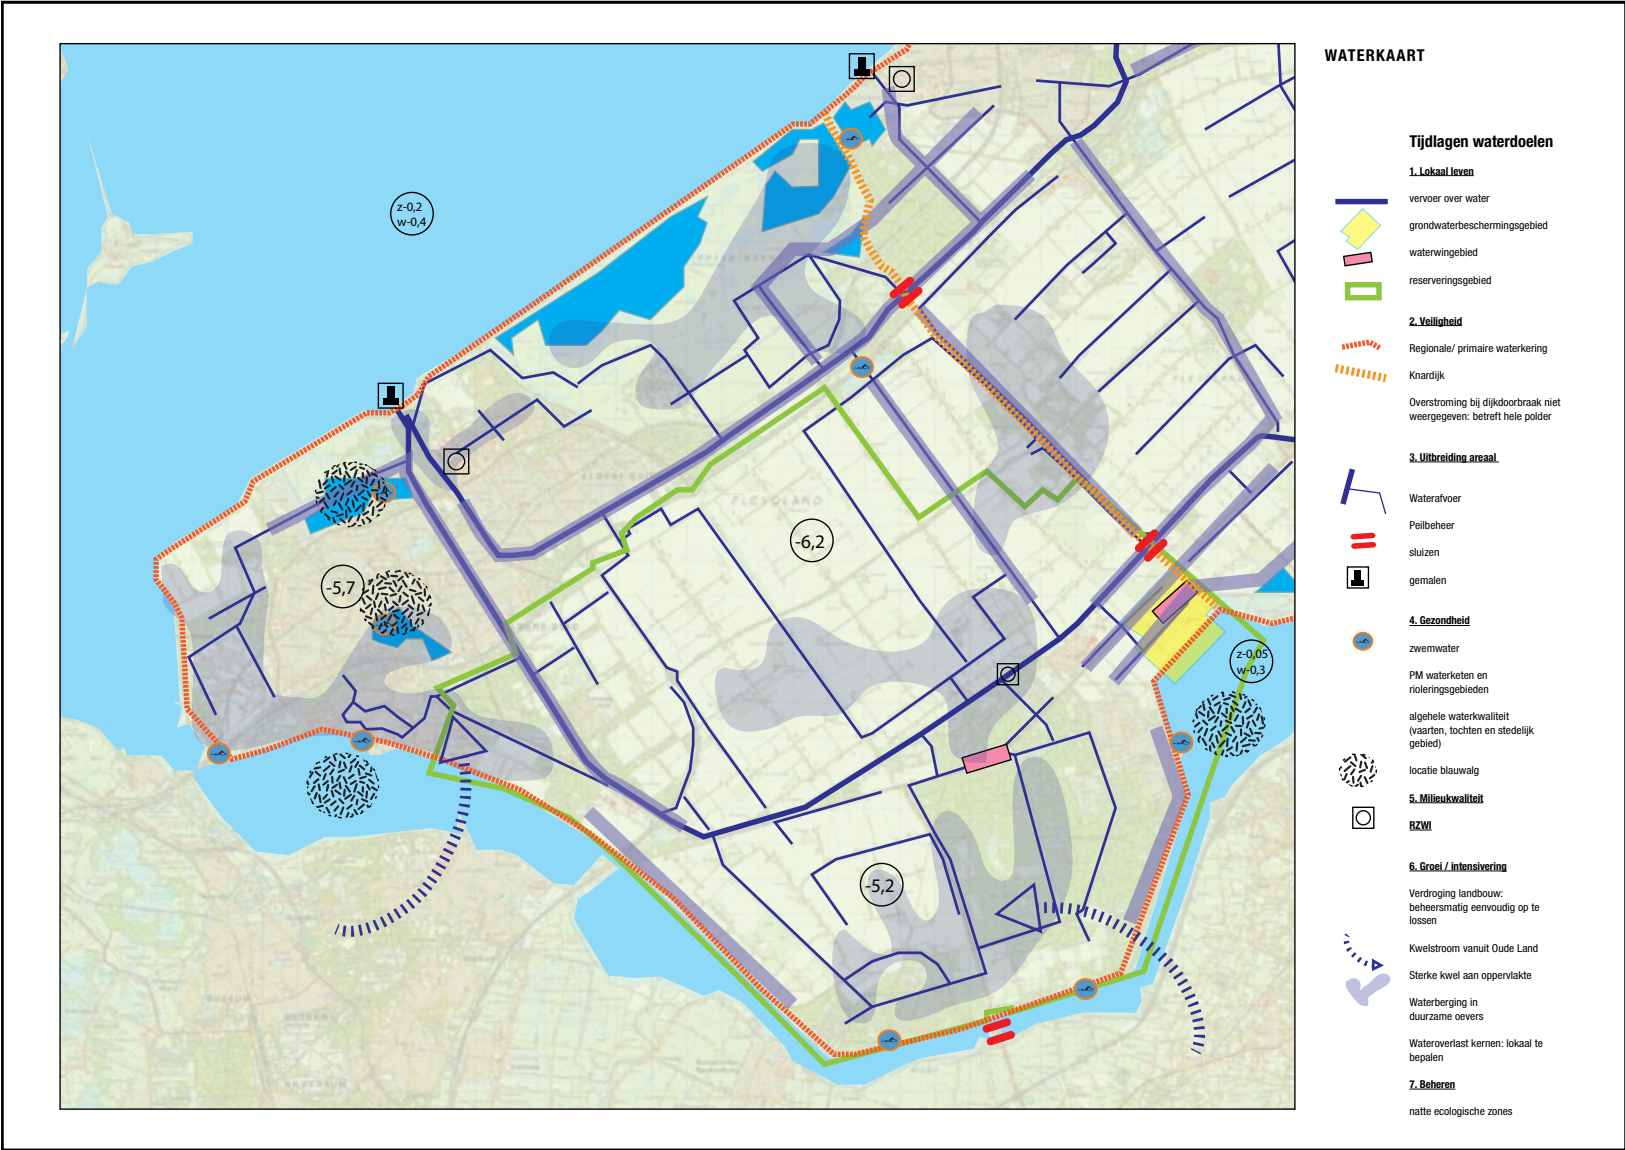 WATERKAART
Tijdlagen waterdoelen
1. Lokaal leven
vervoer over water
grondwaterbeschermingsgebied
waterwingebied
reserveringsgebied
2. Veiligheid
Regionale/ primaire waterkering
Knardijk
Overstroming bij dijkdoorbraak niet
weergegeven: betreft hele polder
3. Uitbreiding areaal
Waterafvoer
Peilbeheer
sluizen
gemalen
4. Gezondheid
zwemwater
PM waterketen en
rioleringsgebieden
algehele waterkwaliteit
(vaarten, tochten en stedelijk
gebied)
locatie blauwalg
5. Milieukwaliteit
RZWI
6. Groei / intensivering
Verdroging landbouw:
beheersmatig eenvoudig op te
lossen
Kwelstroom vanuit Oude Land
Sterke kwel aan oppervlakte
Waterberging in
duurzame oevers
Wateroverlast kernen: lokaal te
bepalen
7. Beheren
natte ecologische zones
z-0,2
w-0,4
FLEVOLAND
-6,2
-5,7
z-0,05
w-0,3
-5,2